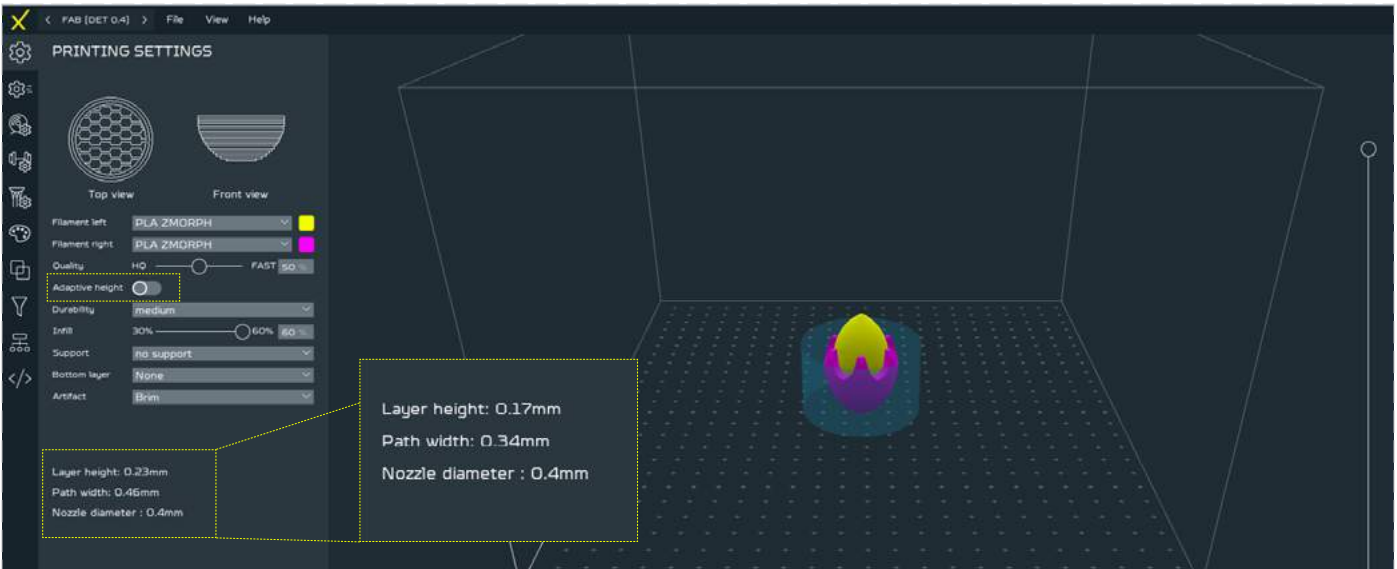 FAB (DET 0.4) File View Help
PRINTING SETTINGS
Top view Front view
Filament left PLA ZMORPH
Filament right PLA ZMORPH
Quality HQ FAST 50 %
Adaptive height
Durability medium
Infill 30% 60% 60 %
Support no support
Bottom layer None
Artifact Brim
Layer height: 0.23mm
Path width: 0.46mm
Nozzle diameter : 0.4mm
Layer height: 0.17mm
Path width: 0.34mm
Nozzle diameter : 0.4mm